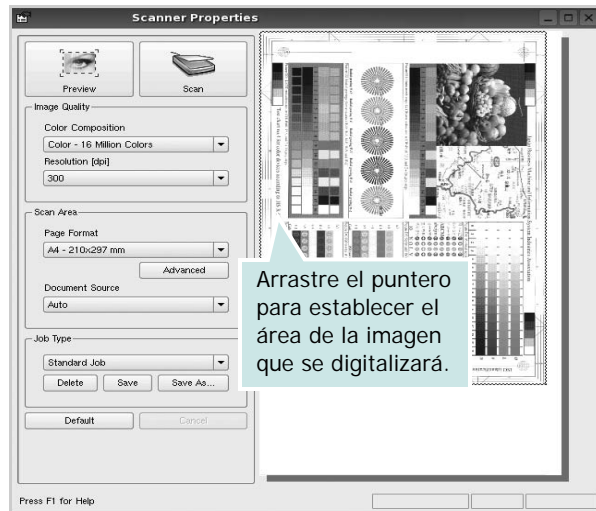 Scanner Properties
Preview
Scan
Image Quality
Color Composition
Color - 16 Million Colors
Resolution [dpi]
300
Scan Area
Page Format
A4 - 210x297 mm
Advanced
Document Source
Auto
Job Type
Standard Job
Delete
Save
Save As...
Default
Cancel
Arrastre el puntero
para establecer el
área de la imagen
que se digitalizará.
Press F1 for Help